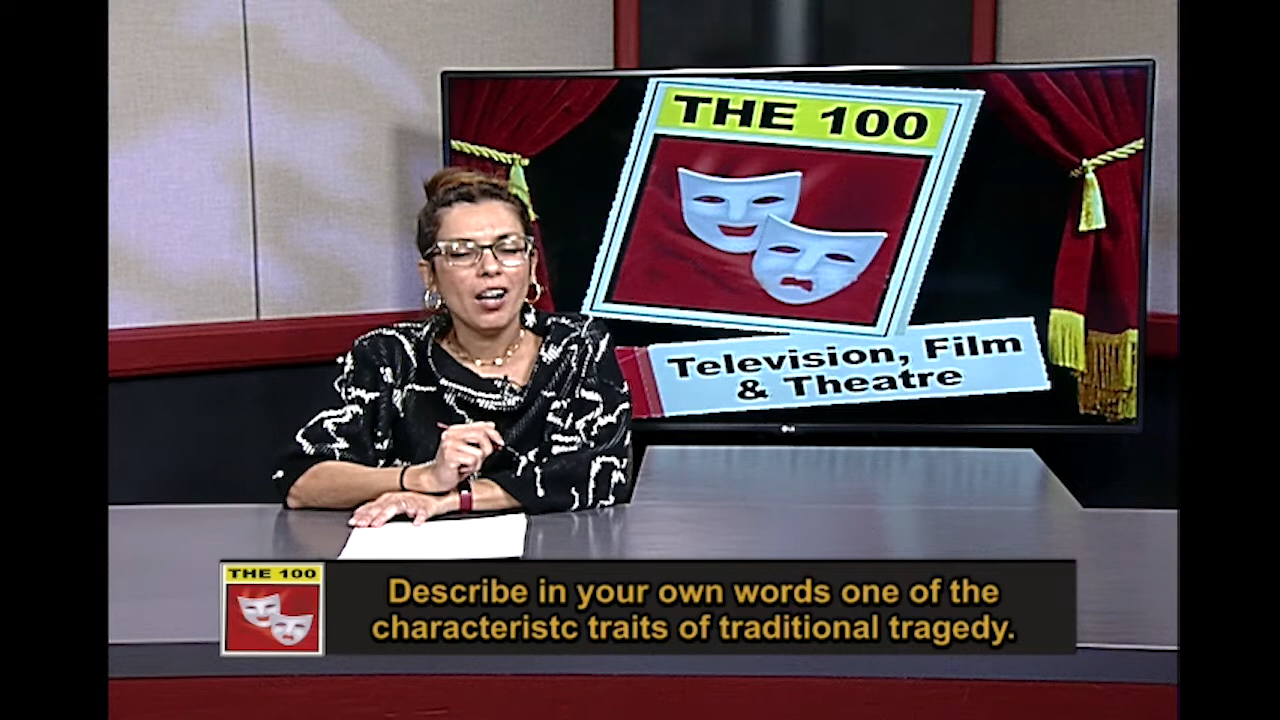 THE 100
Television, Film
& Theatre
LG
THE 100
Describe in your own words one of the
characteristc traits of traditional tragedy.